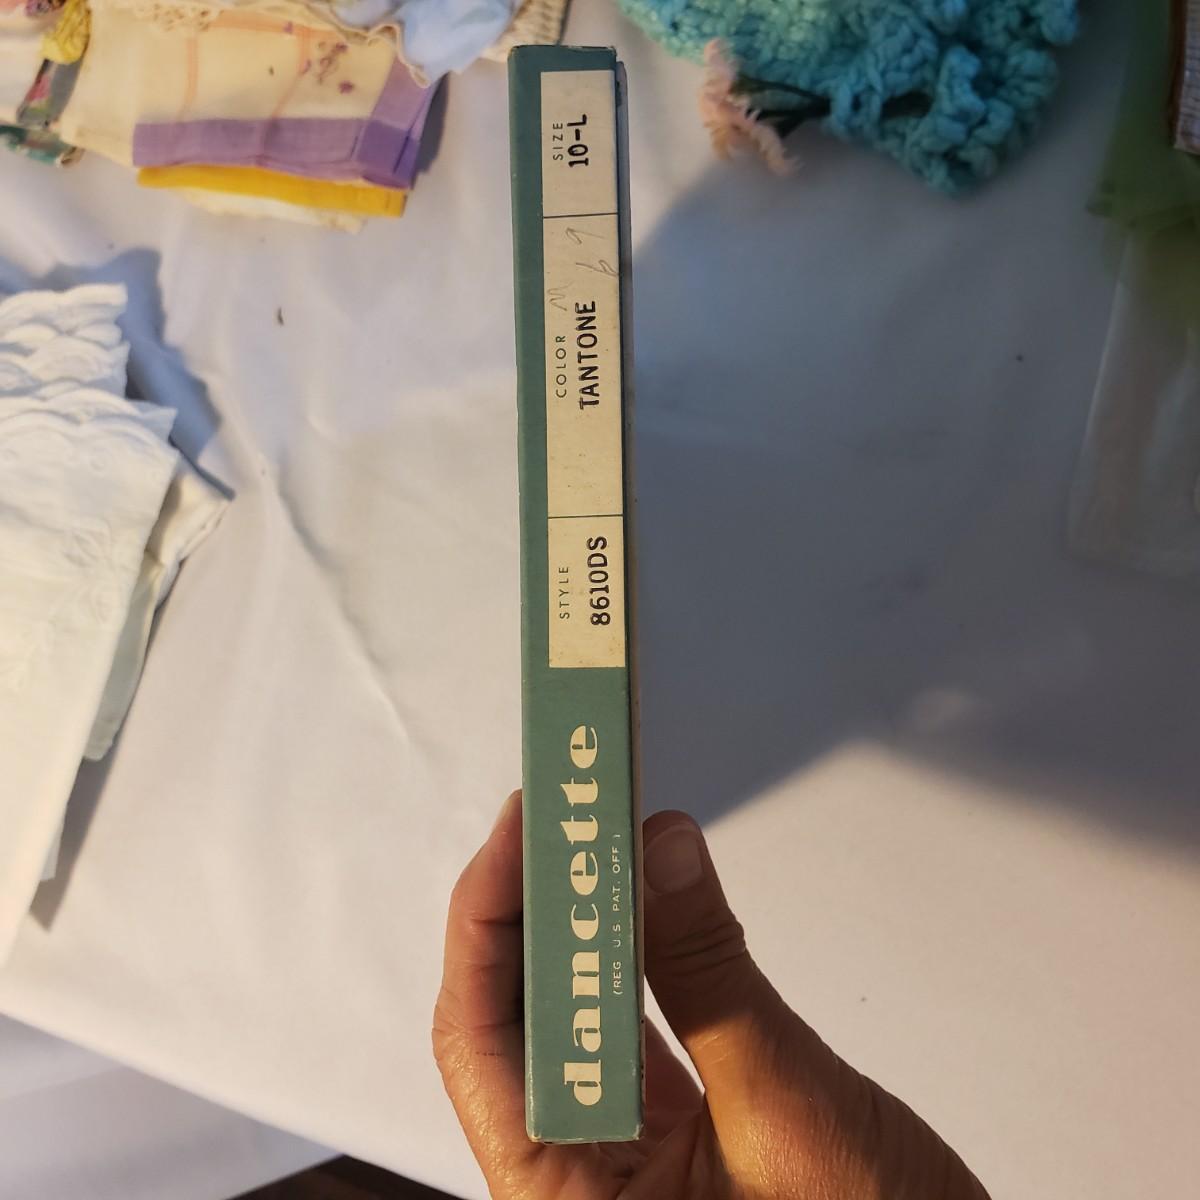 dancette
(REG U.S. PAT. OFF)
STYLE
8610DS
COLOR
TANTONE
SIZE
10-L